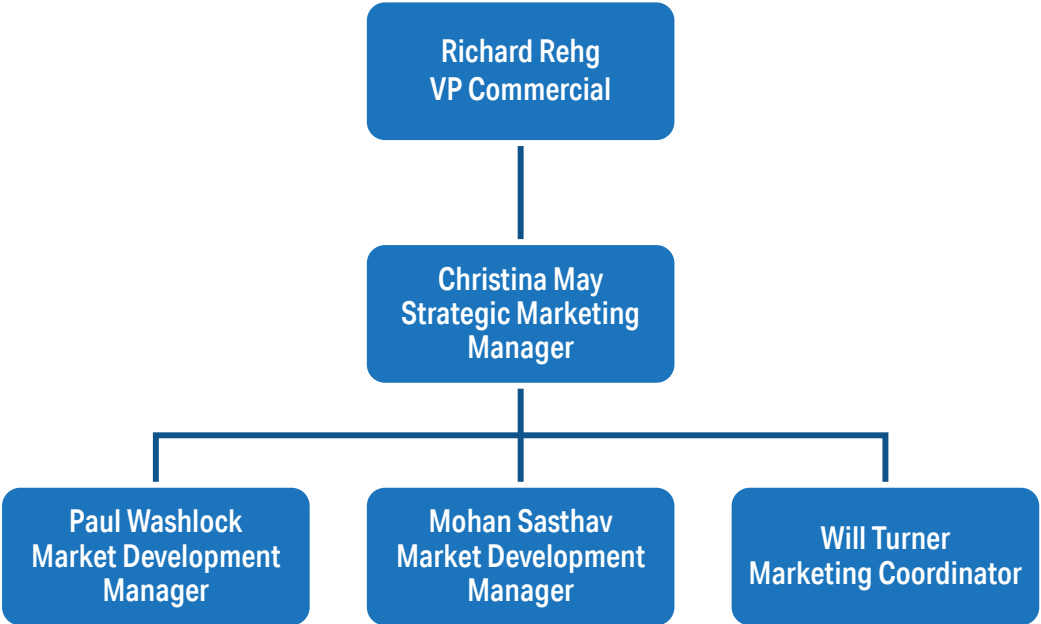 Richard Rehg
VP Commercial
Christina May
Strategic Marketing
Manager
Paul Washlock
Market Development
Manager
Mohan Sasthav
Market Development
Manager
Will Turner
Marketing Coordinator